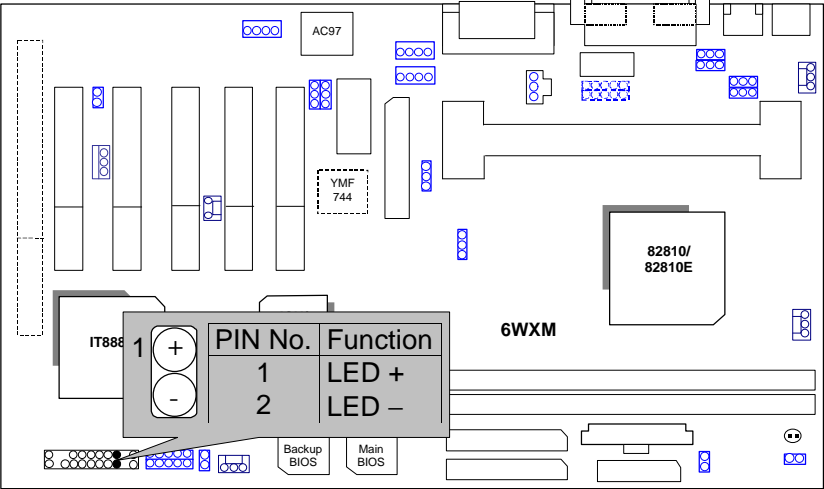 AC97
YMF
744
82810/
82810E
6WXM
IT888
1
+
-
PIN No. Function
1 LED +
2 LED –
Backup
BIOS
Main
BIOS